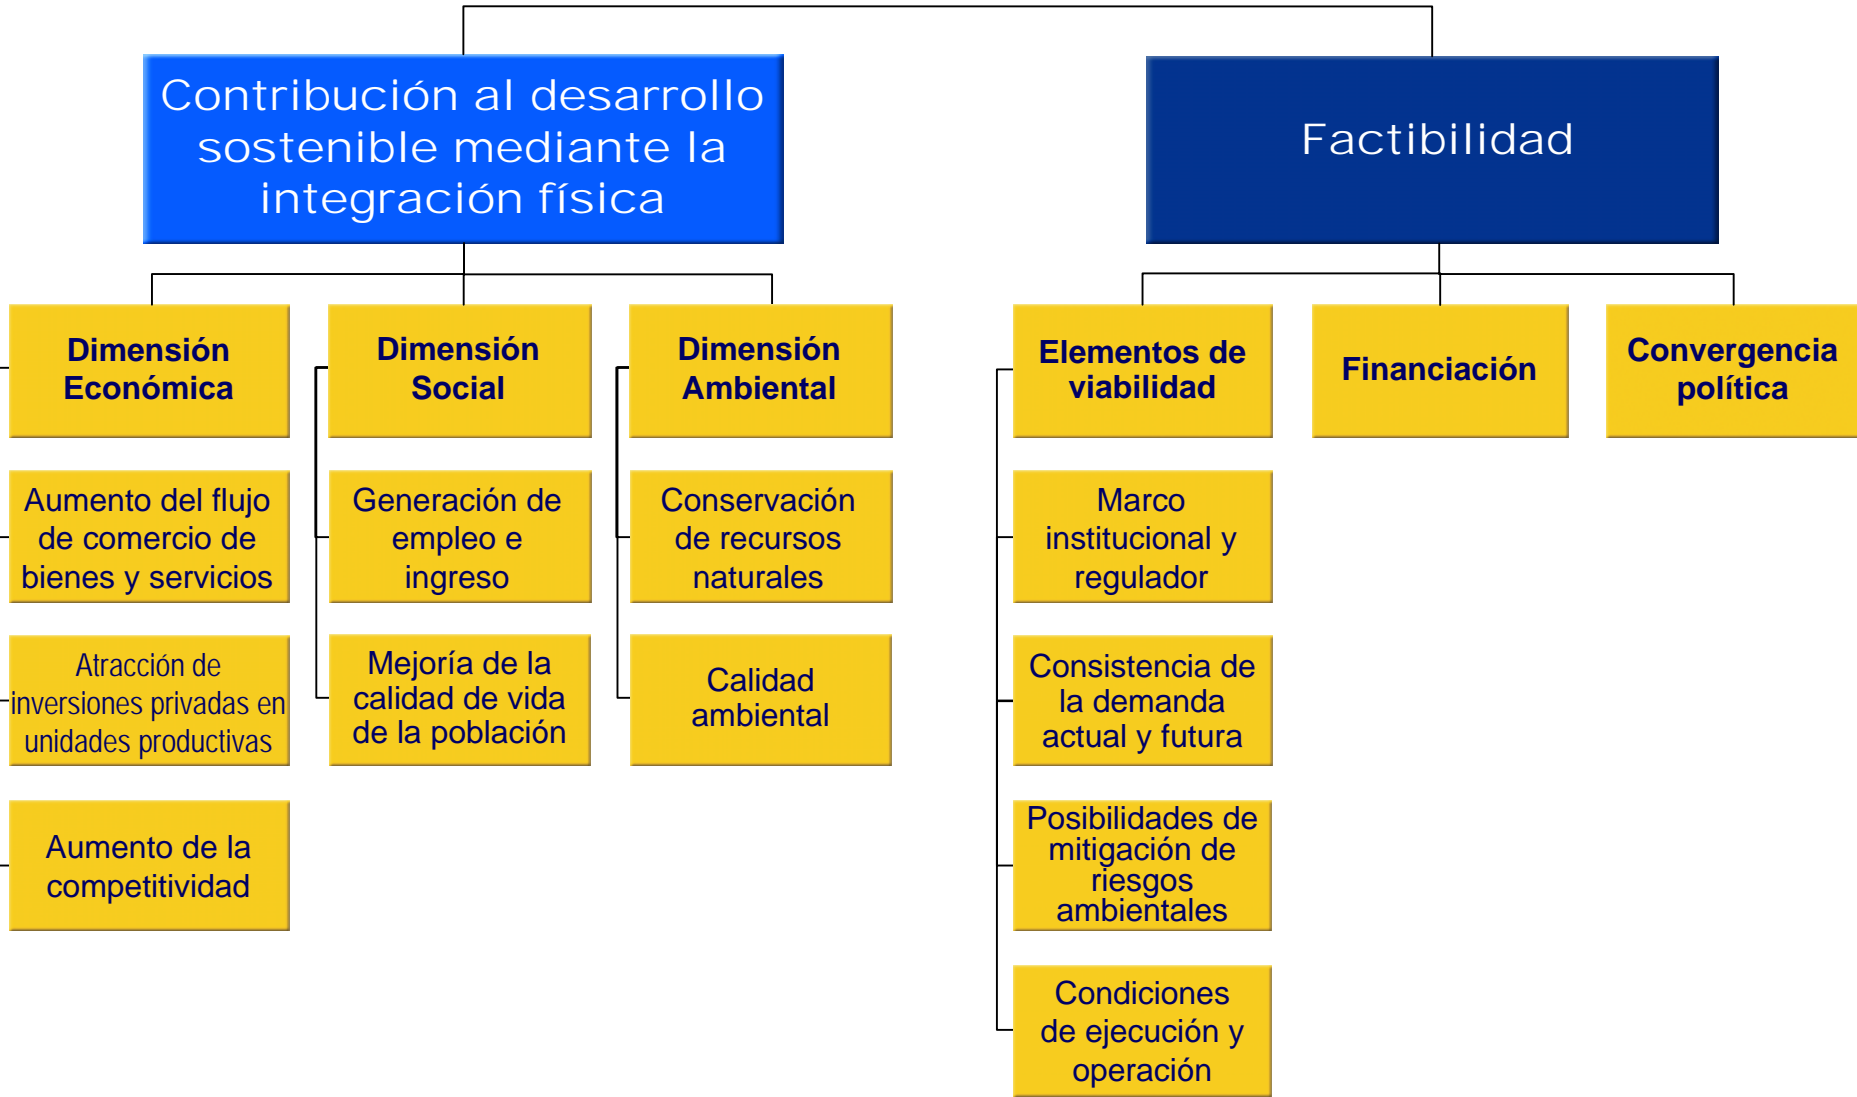 Contribución al desarrollo
sostenible mediante la
integración física
Factibilidad
Dimensión
Económica
Dimensión
Social
Dimensión
Ambiental
Elementos de
viabilidad
Financiación
Convergencia
política
Aumento del flujo
de comercio de
bienes y servicios
Generación de
empleo e
ingreso
Conservación
de recursos
naturales
Marco
institucional y
regulador
Atracción de
inversiones privadas en
unidades productivas
Mejoría de la
calidad de vida
de la población
Calidad
ambiental
Consistencia de
la demanda
actual y futura
Aumento de la
competitividad
Posibilidades de
mitigación de
riesgos
ambientales
Condiciones
de ejecución y
operación